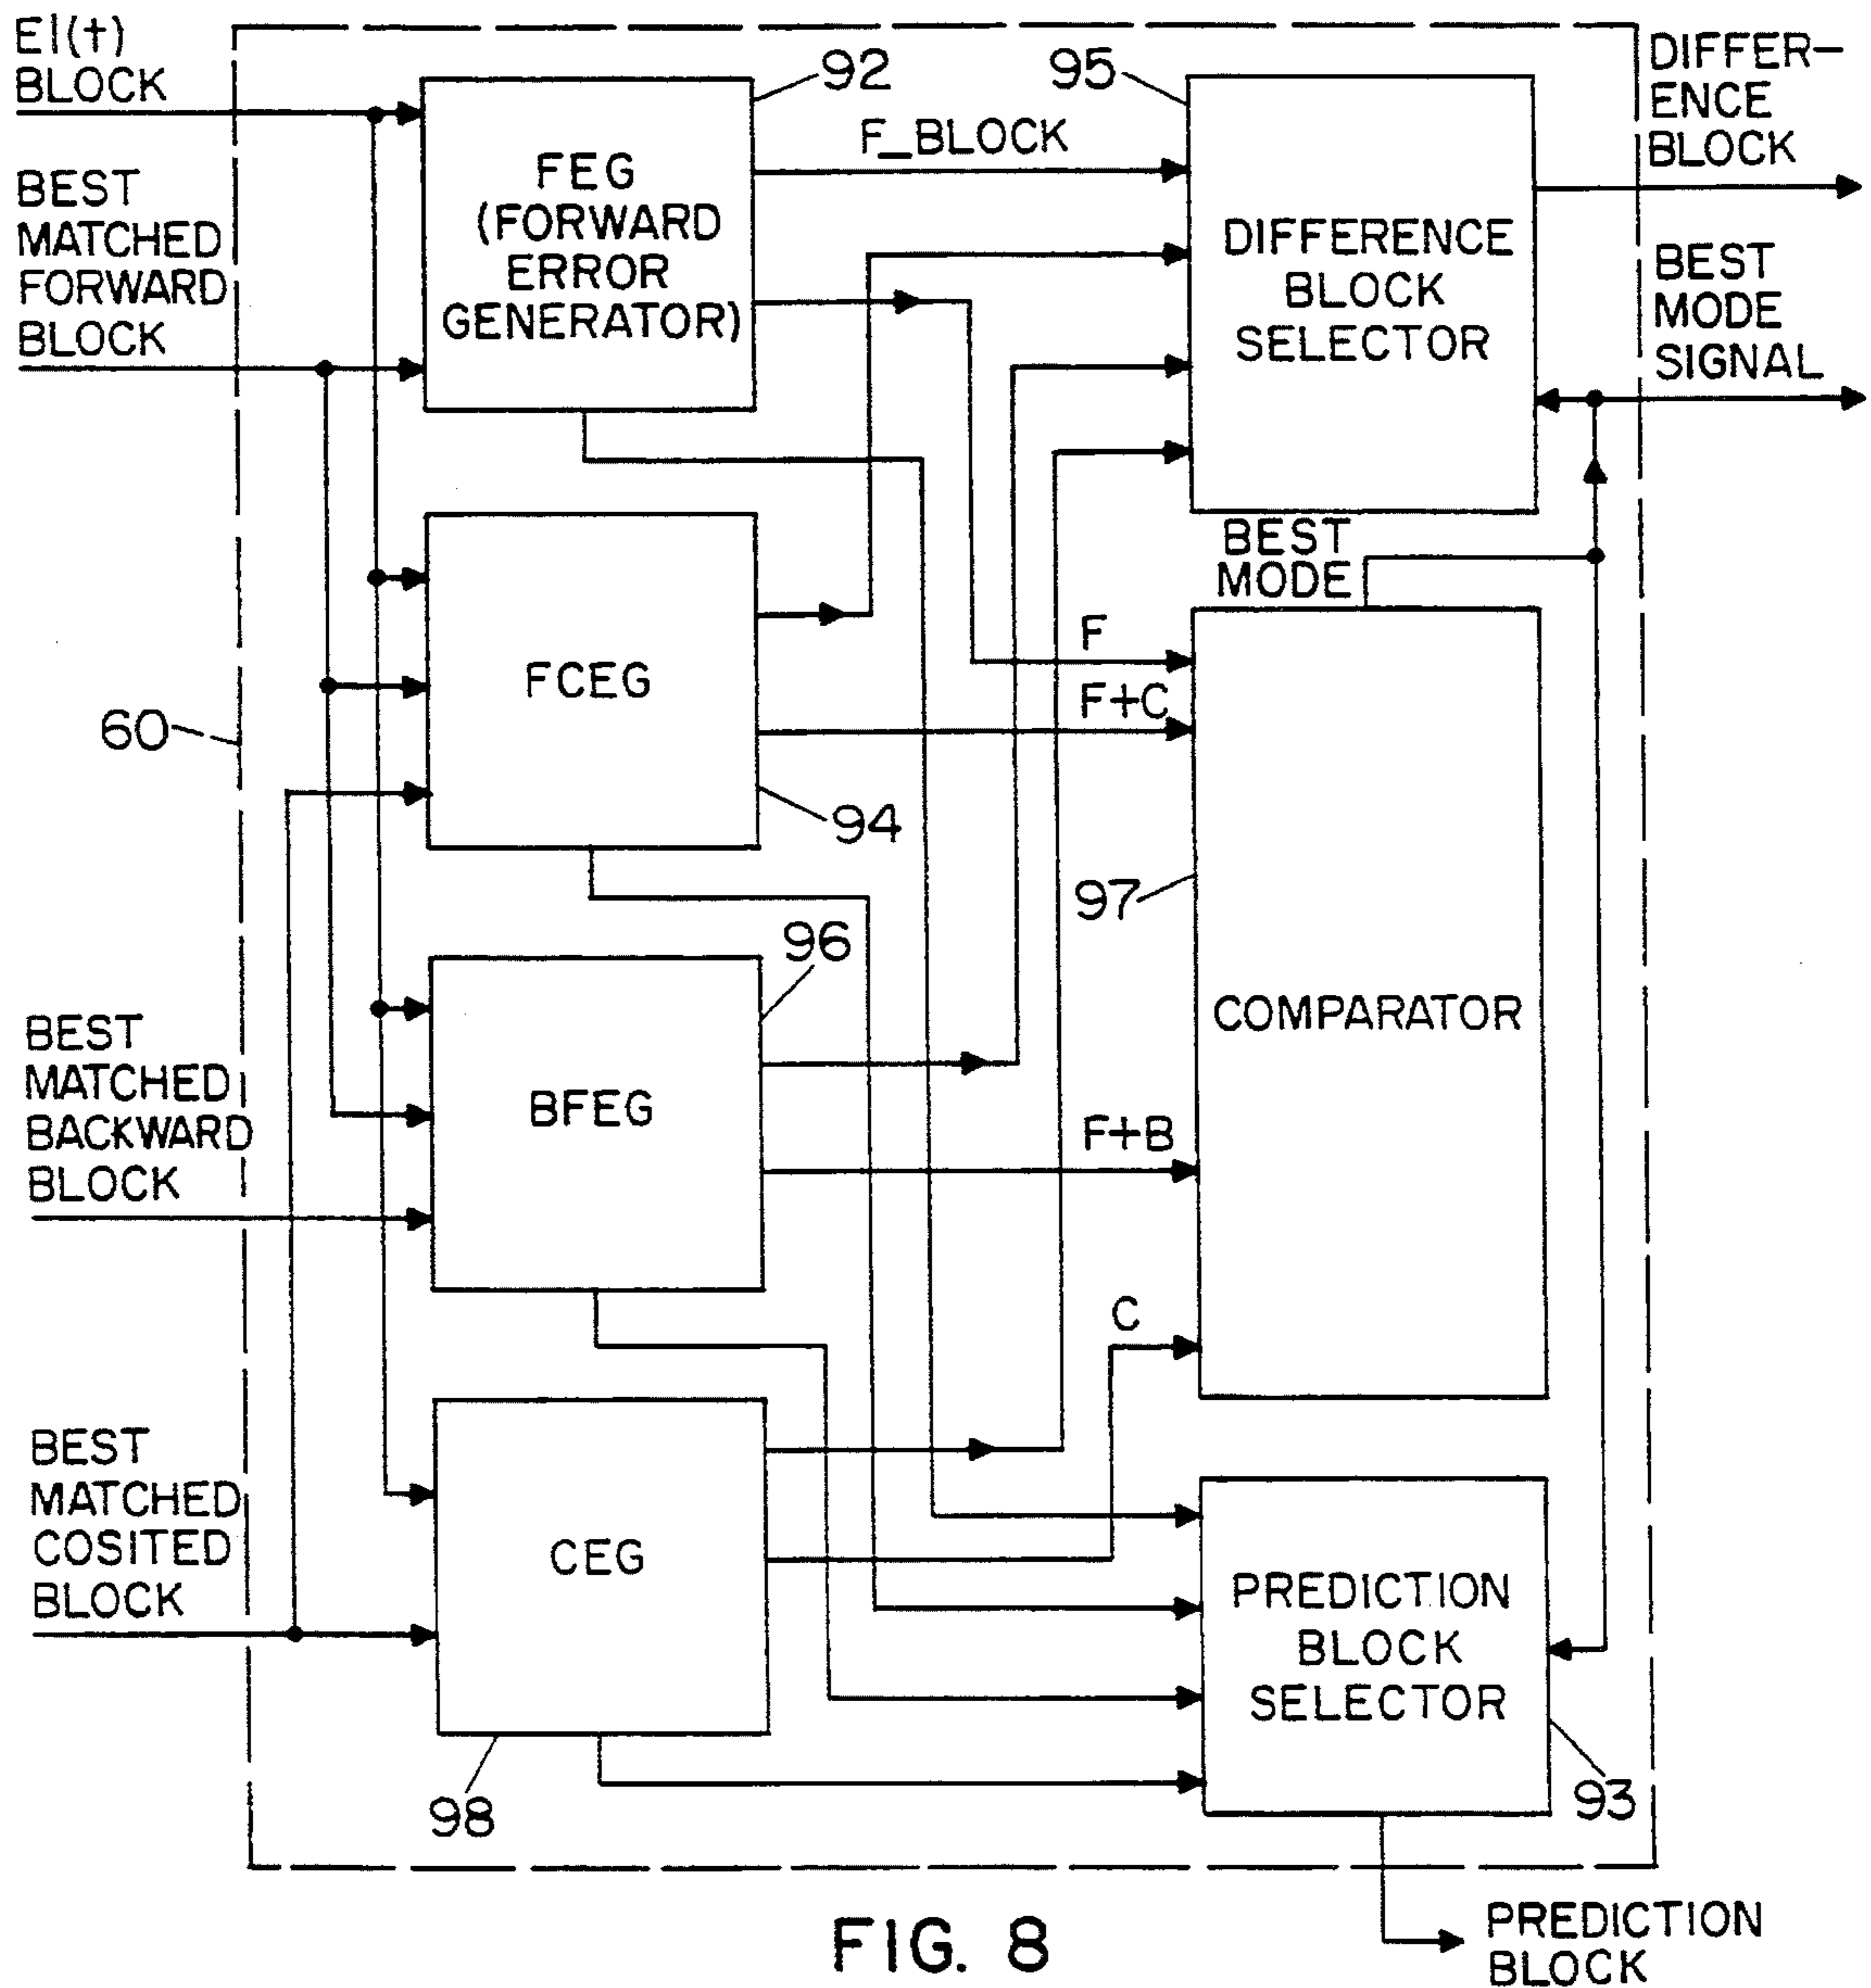 EI(t)
BLOCK
BEST
MATCHED
FORWARD
BLOCK
BEST
MATCHED
BACKWARD
BLOCK
BEST
MATCHED
COSITED
BLOCK
60
92
FEG
(FORWARD
ERROR
GENERATOR)
F_BLOCK
FCEG
94
96
BFEG
CEG
98
95
DIFFERENCE
BLOCK
SELECTOR
BEST
MODE
F
F+C
97
COMPARATOR
F+B
C
PREDICTION
BLOCK
SELECTOR
93
DIFFER-
ENCE
BLOCK
BEST
MODE
SIGNAL
PREDICTION
BLOCK
FIG. 8